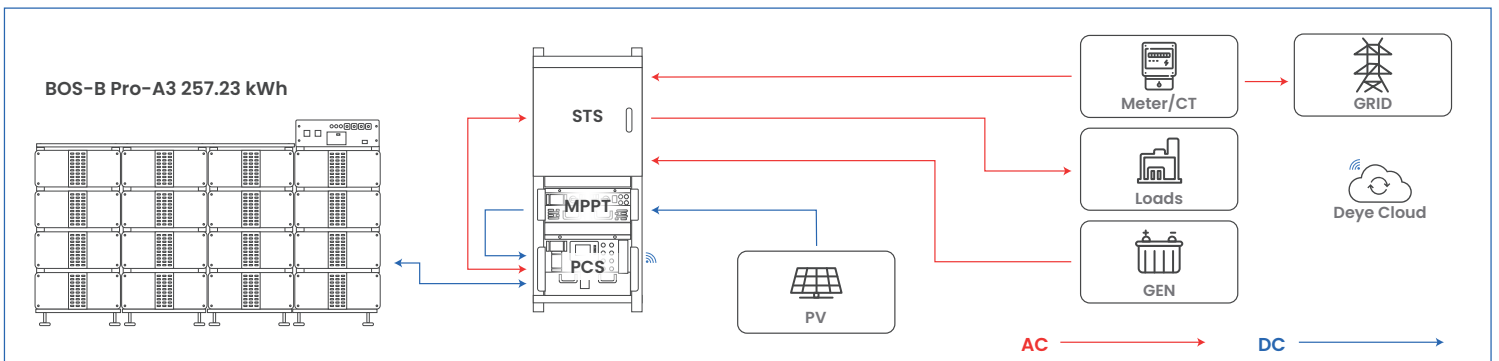 BOS-B Pro-A3 257.23 kWh
STS
MPPT
PCS
PV
Meter/CT
GRID
Loads
Deye Cloud
GEN
AC
DC